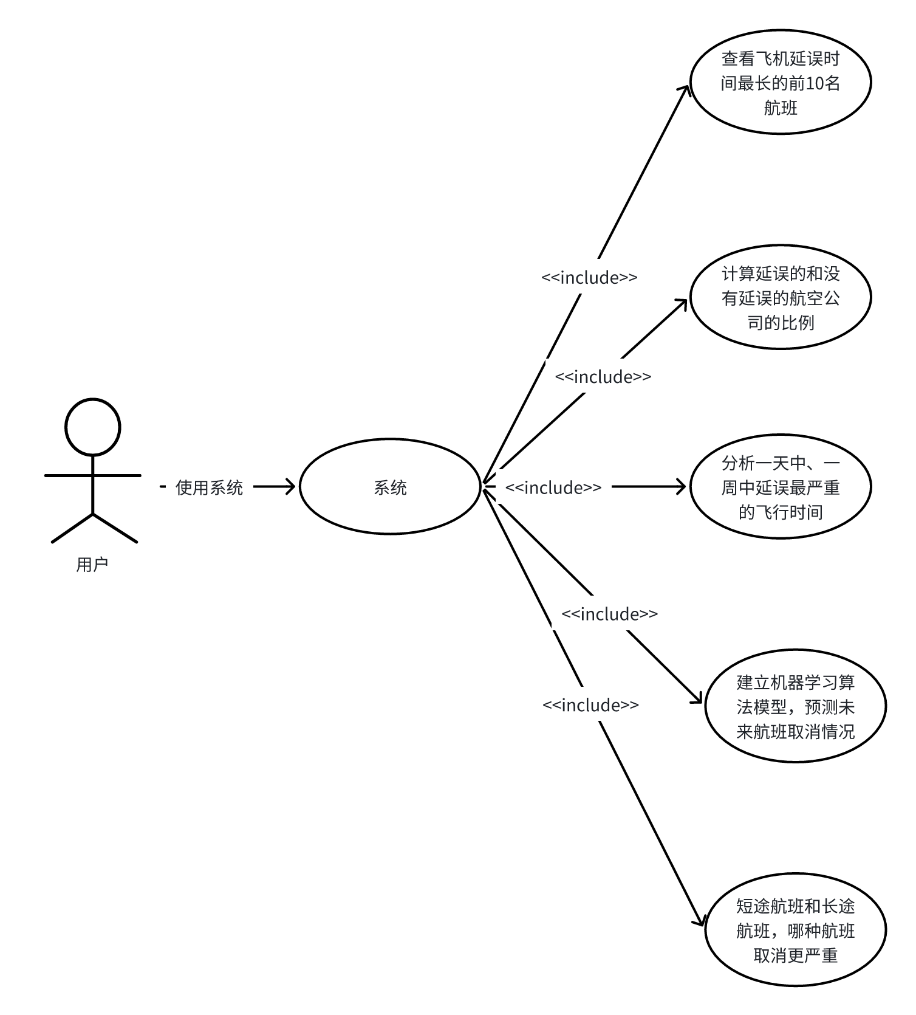 查看飞机延误时
间最长的前10名
航班
<<include>>
计算延误的和没
有延误的航空公
司的比例
<<include>>
用户
使用系统
系统
<<include>>
分析一天中、一
周中延误最严重
的飞行时间
<<include>>
建立机器学习算
法模型，预测未
来航班取消情况
<<include>>
短途航班和长途
航班，哪种航班
取消更严重